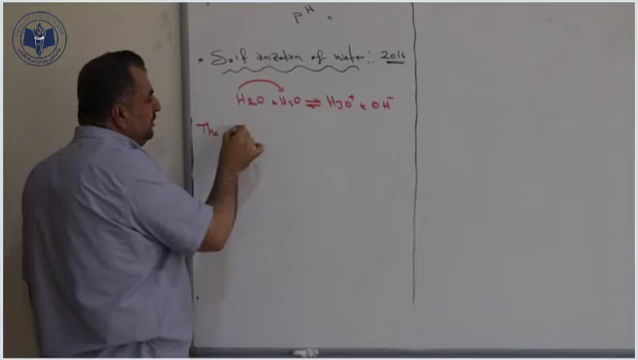 pH
* Self ionization of water:. 2016
H2O + H2O ⇌ H3O+ + OH-
The